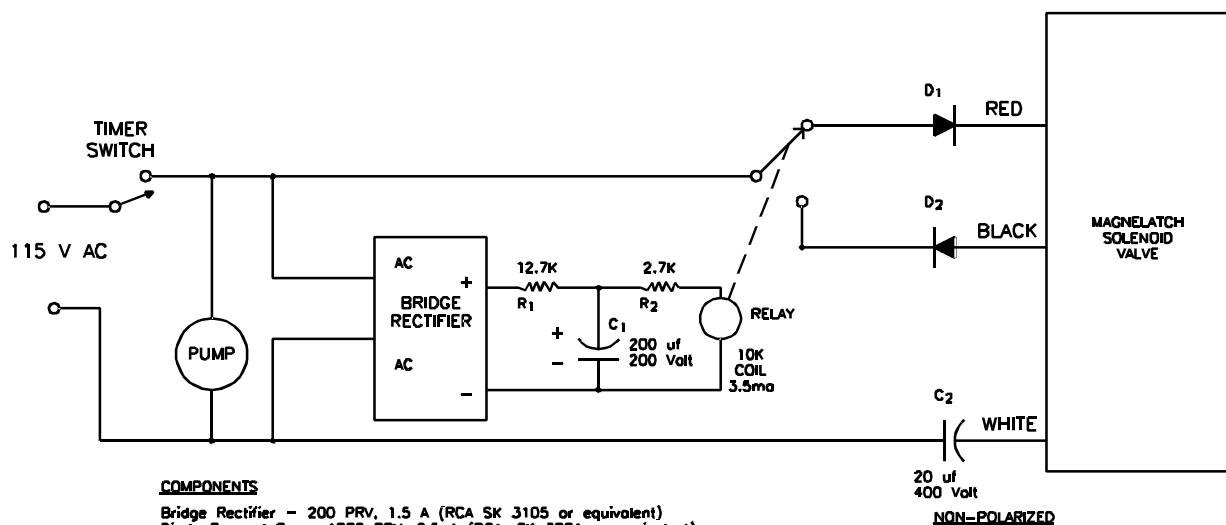 TIMER
SWITCH
115 V AC
PUMP
AC
AC
BRIDGE
RECTIFIER
+
−
12.7K
R1
2.7K
R2
C1
+
−
200 uf
200 Volt
RELAY
10K
COIL
3.5ma
D1
RED
D2
BLACK
MAGNELATCH
SOLENOID
VALVE
C2
WHITE
20 uf
400 Volt
NON-POLARIZED
COMPONENTS
Bridge Rectifier – 200 PRV, 1.5 A (RCA SK 3105 or equivalent)